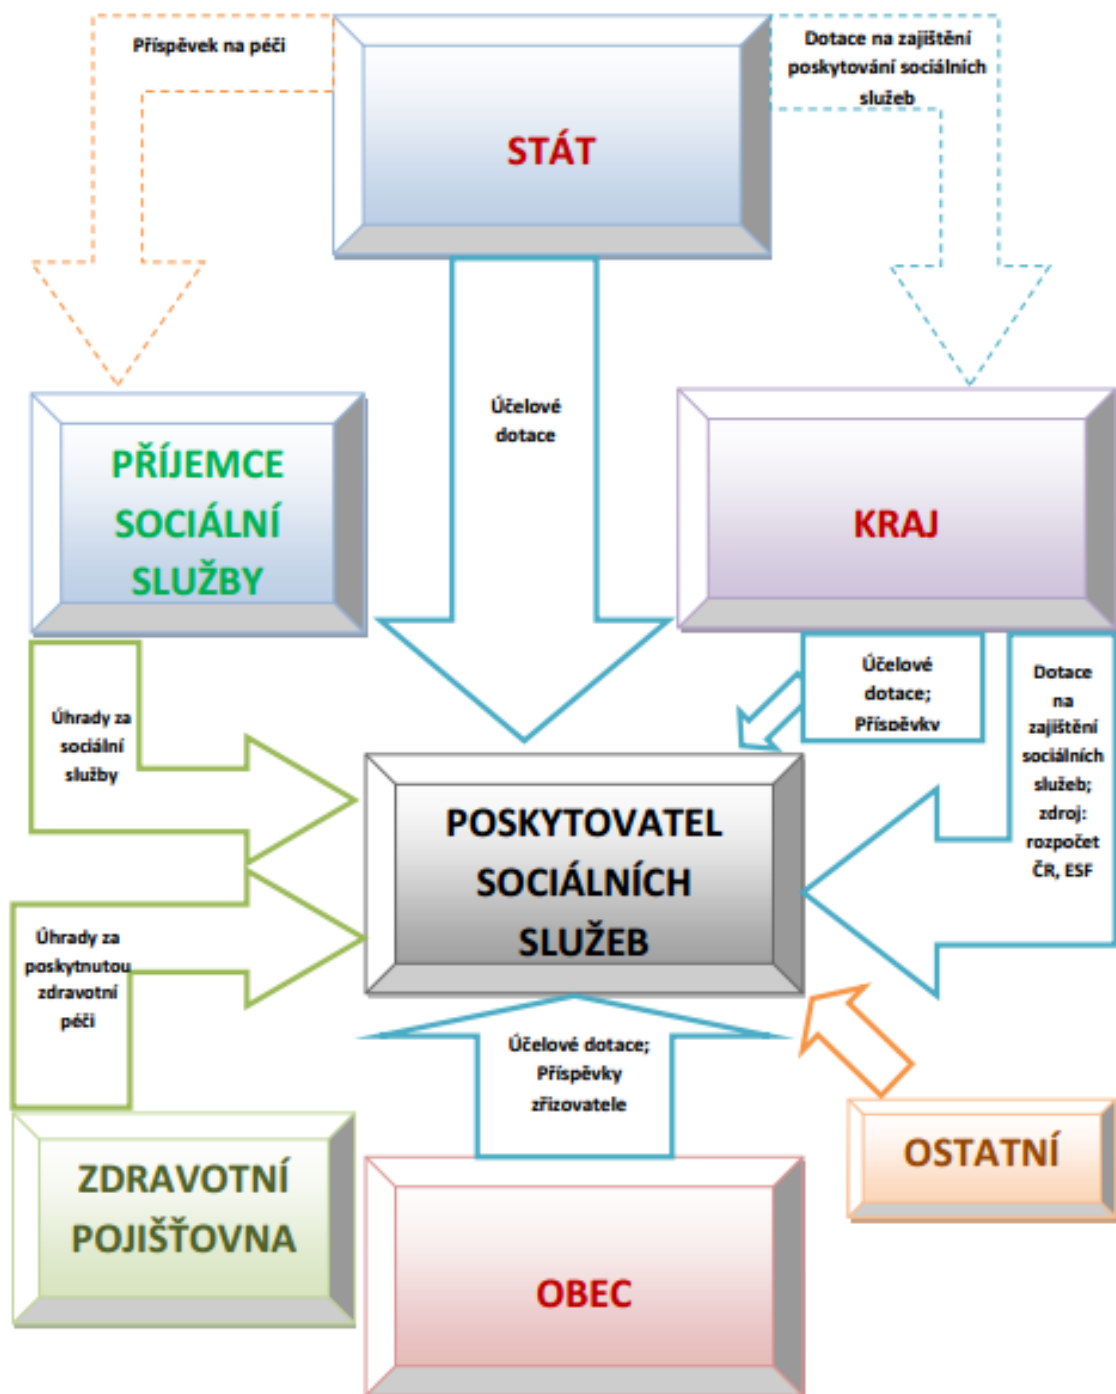 Příspěvek na péči
Dotace na zajištění
poskytování sociálních
služeb
STÁT
Účelové
dotace
PŘÍJEMCE
SOCIÁLNÍ
SLUŽBY
KRAJ
Účelové
dotace;
Příspěvky
Dotace
na
zajištění
sociálních
služeb;
zdroj:
rozpočet
ČR, ESF
Úhrady za
sociální
služby
POSKYTOVATEL
SOCIÁLNÍCH
SLUŽEB
Úhrady za
poskytnutou
zdravotní
péči
Účelové dotace;
Příspěvky
zřizovatele
OSTATNÍ
ZDRAVOTNÍ
POJIŠŤOVNA
OBEC